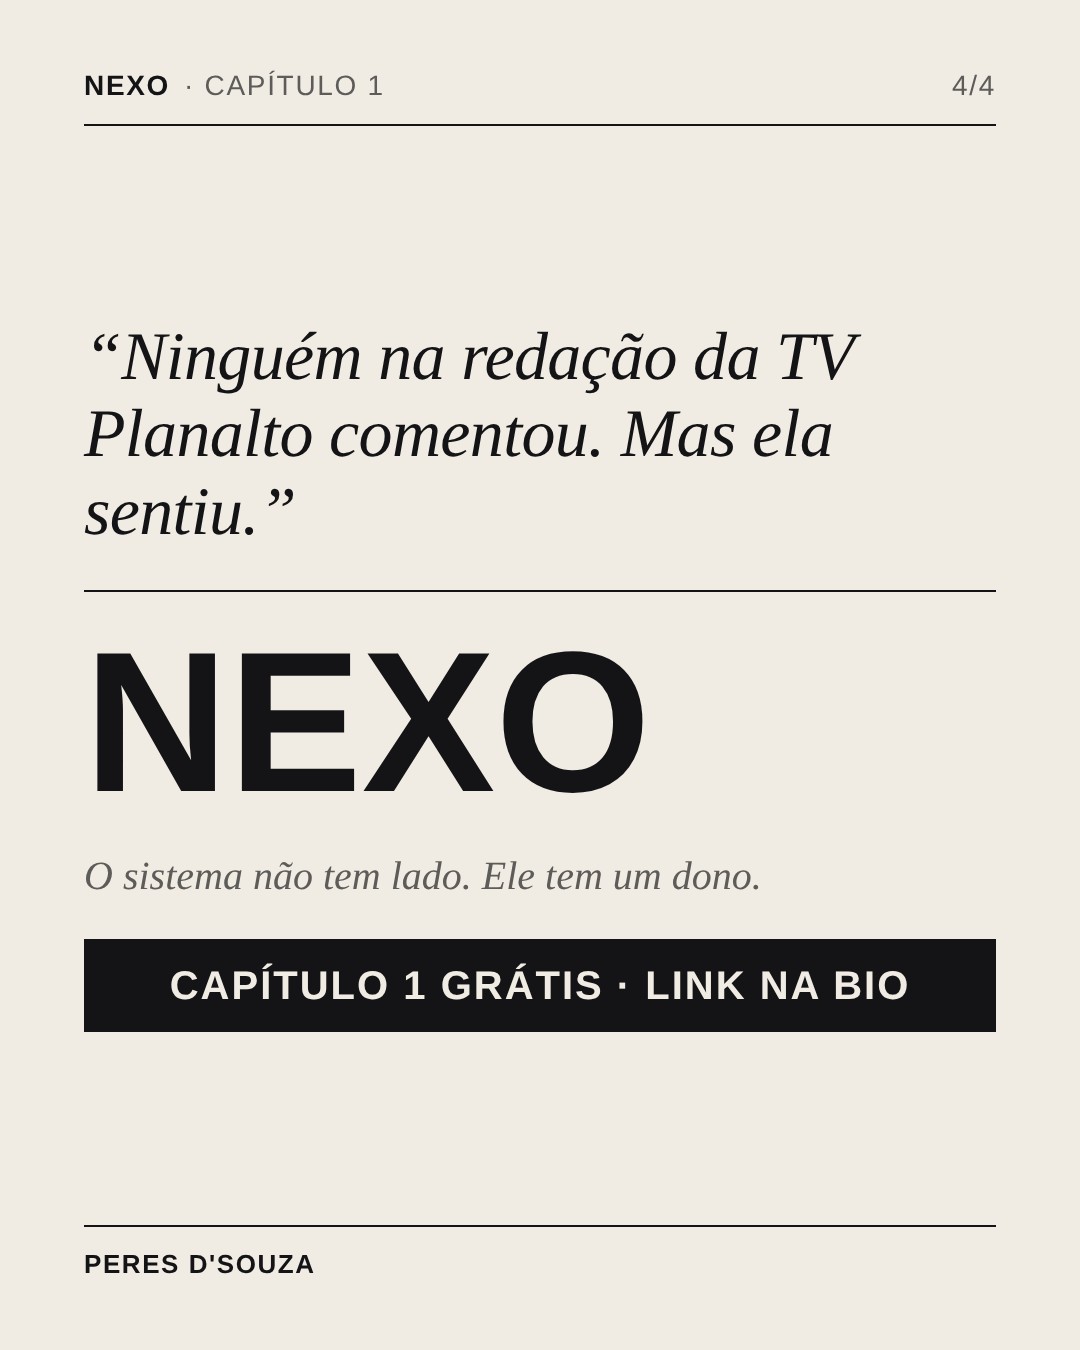 NEXO · CAPÍTULO 1
4/4
“Ninguém na redação da TV
Planalto comentou. Mas ela
sentiu.”
NEXO
O sistema não tem lado. Ele tem um dono.
CAPÍTULO 1 GRÁTIS · LINK NA BIO
PERES D'SOUZA